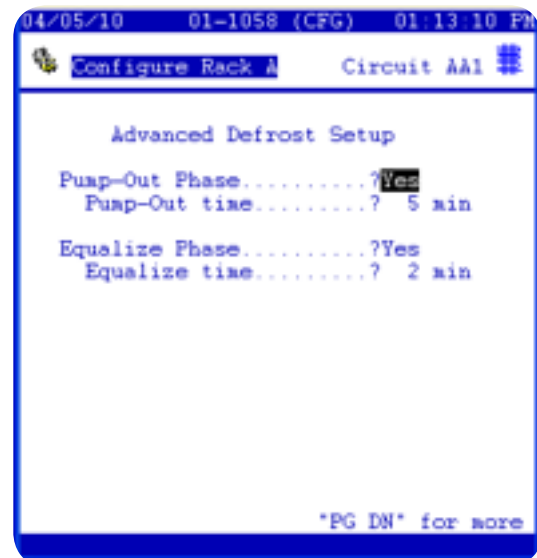 04/05/10 01-1058 (CFG) 01:13:10 PM
Configure Rack A Circuit AA1
Advanced Defrost Setup
Pump-Out Phase..........?Yes
Pump-Out time.........? 5 min
Equalize Phase..........?Yes
Equalize time.........? 2 min
"PG DN" for more